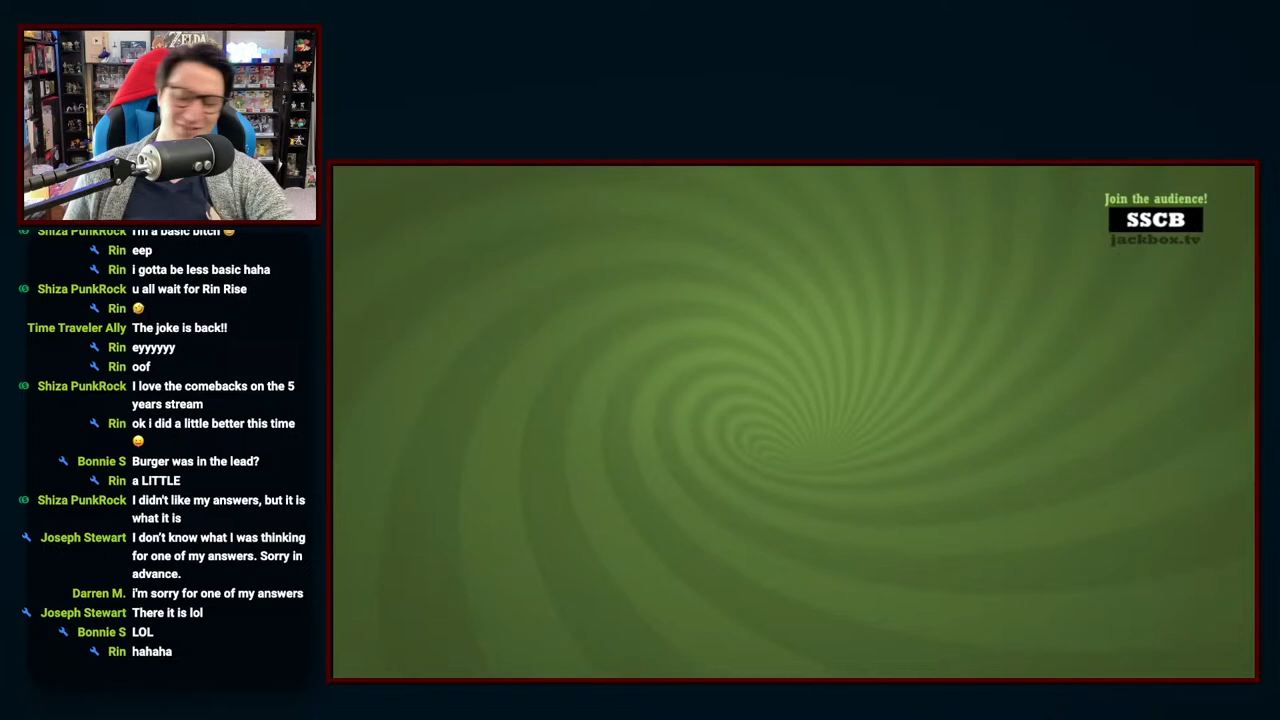 ZELDA
Shiza PunkRock I'm a basic bitch
Rin eep
Rin i gotta be less basic haha
Shiza PunkRock u all wait for Rin Rise
Rin 🤣
Time Traveler Ally The joke is back!!
Rin eyyyyyy
Rin oof
Shiza PunkRock I love the comebacks on the 5
years stream
Rin ok i did a little better this time
😛
Bonnie S Burger was in the lead?
Rin a LITTLE
Shiza PunkRock I didn't like my answers, but it is
what it is
Joseph Stewart I don't know what I was thinking
for one of my answers. Sorry in
advance.
Darren M. i'm sorry for one of my answers
Joseph Stewart There it is lol
Bonnie S LOL
Rin hahaha
Join the audience!
SSCB
jackbox.tv